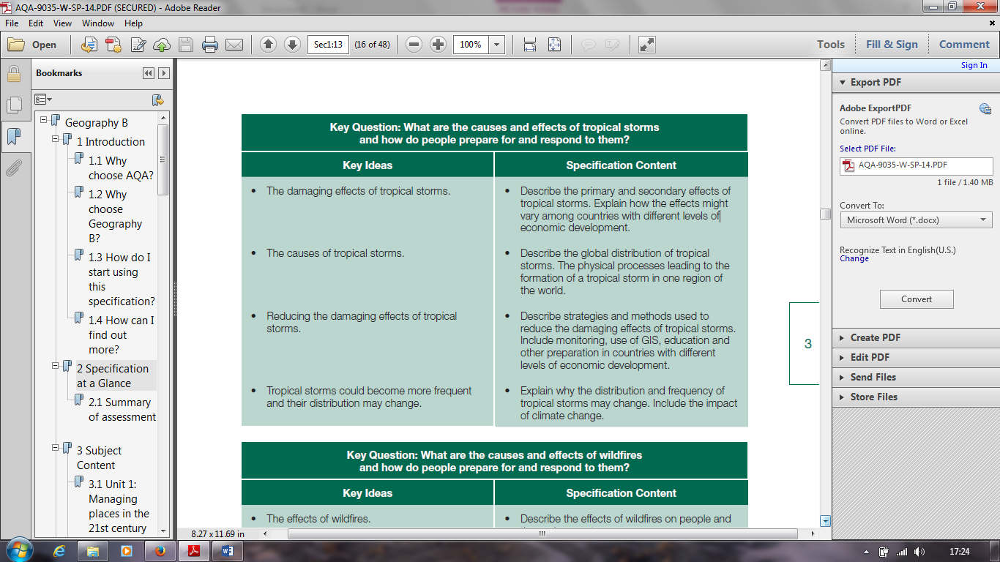 AQA-9035-W-SP-14.PDF (SECURED) - Adobe Reader
File Edit View Window Help
Open Sec1:13 (16 of 48) 100% Tools Fill & Sign Comment
Bookmarks
Geography B
1 Introduction
1.1 Why
choose AQA?
1.2 Why
choose
Geography
B?
1.3 How do I
start using
this
specification?
1.4 How can I
find out
more?
2 Specification
at a Glance
2.1 Summary
of assessment
3 Subject
Content
3.1 Unit 1:
Managing
places in the
21st century
Key Question: What are the causes and effects of tropical storms
and how do people prepare for and respond to them?
Key Ideas
Specification Content
• The damaging effects of tropical storms.
• Describe the primary and secondary effects of
tropical storms. Explain how the effects might
vary among countries with different levels of
economic development.
• The causes of tropical storms.
• Describe the global distribution of tropical
storms. The physical processes leading to the
formation of a tropical storm in one region of
the world.
• Reducing the damaging effects of tropical
storms.
• Describe strategies and methods used to
reduce the damaging effects of tropical storms.
Include monitoring, use of GIS, education and
other preparation in countries with different
levels of economic development.
• Tropical storms could become more frequent
and their distribution may change.
• Explain why the distribution and frequency of
tropical storms may change. Include the impact
of climate change.
3
Key Question: What are the causes and effects of wildfires
and how do people prepare for and respond to them?
Key Ideas
Specification Content
• The effects of wildfires.
• Describe the effects of wildfires on people and
8.27 x 11.69 in
Sign In
Export PDF
Adobe ExportPDF
Convert PDF files to Word or Excel
online.
Select PDF File:
AQA-9035-W-SP-14.PDF
1 file / 1.40 MB
Convert To:
Microsoft Word (*.docx)
Recognize Text in English(U.S.)
Change
Convert
Create PDF
Edit PDF
Send Files
Store Files
17:24